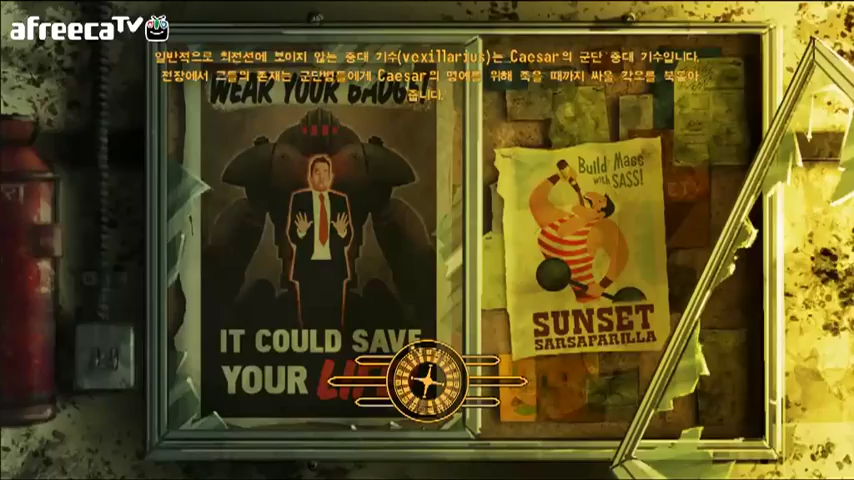 afreecaTV
일반적으로 최전선에 보이지 않는 중대 기수(vexillarius)는 Caesar의 군단 중대 기수입니다.
전장에서 그들의 존재는 군단병들에게 Caesar의 명예를 위해 죽을 때까지 싸울 각오를 북돋아
줍니다.
WEAR YOUR BADGE
IT COULD SAVE
YOUR LIFE
Build Mass
with SASS!
SUNSET
SARSAPARILLA